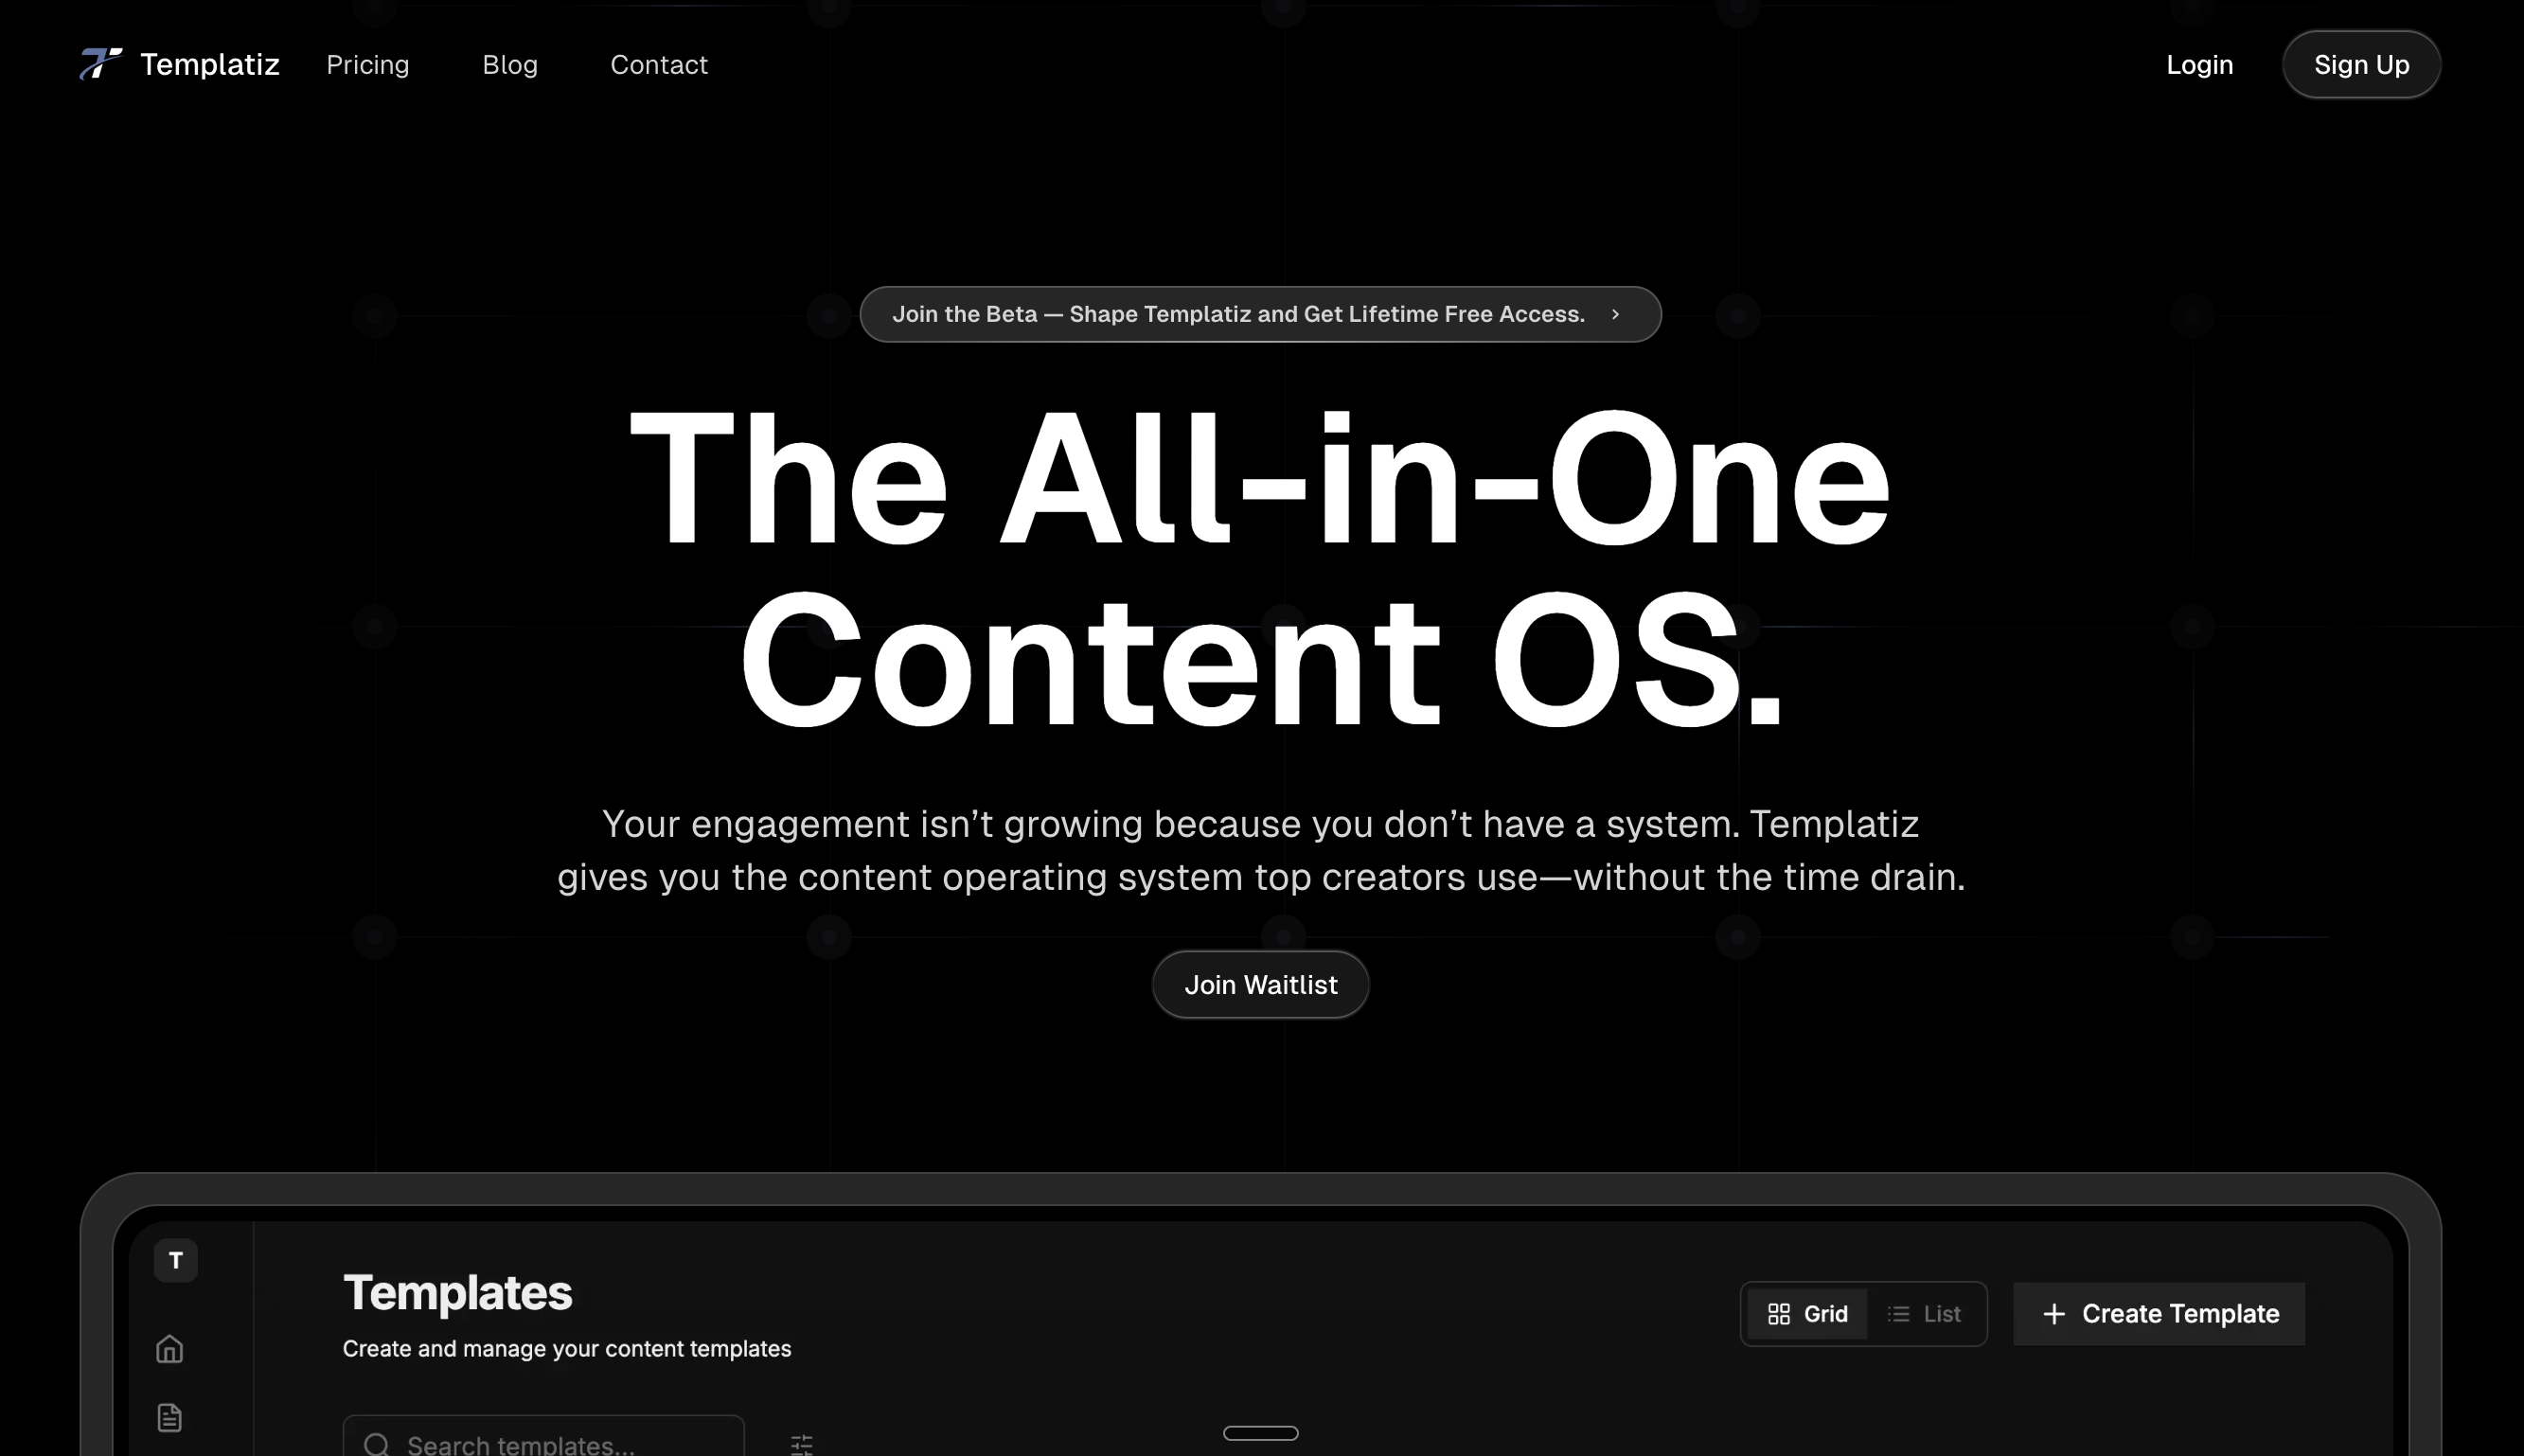 Templatiz
Pricing
Blog
Contact
Login
Sign Up
Join the Beta — Shape Templatiz and Get Lifetime Free Access.
The All-in-One
Content OS.
Your engagement isn’t growing because you don’t have a system. Templatiz
gives you the content operating system top creators use—without the time drain.
Join Waitlist
T
Templates
Create and manage your content templates
Grid
List
Create Template
Search templates...